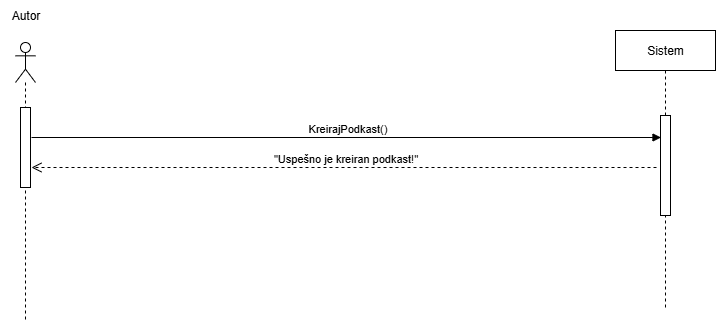 Autor
Sistem
KreirajPodkast()
"Uspešno je kreiran podkast!"